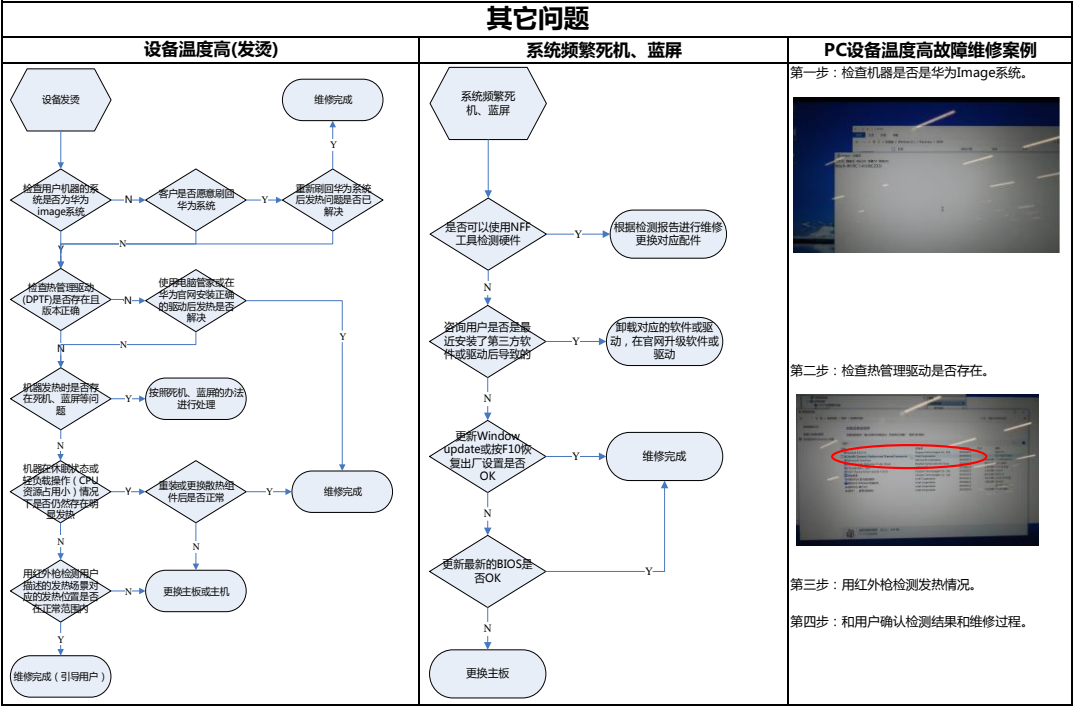 其它问题
设备温度高(发烫)
系统频繁死机、蓝屏
PC设备温度高故障维修案例
设备发烫
维修完成
Y
检查用户机器的系
统是否为华为
image系统
N
客户是否愿意刷回
华为系统
Y
重新刷回华为系统
后发热问题是否已
解决
N
Y
检查热管理驱动
(DPTF)是否存在且
版本正确
N
使用电脑管家或在
华为官网安装正确
的驱动后发热是否
解决
Y
N
N
机器发热时是否存
在死机、蓝屏等问
题
Y
按照死机、蓝屏的办法
进行处理
N
机器在休眠状态或
轻负载操作（CPU
资源占用小）情况
下是否仍然存在明
显发热
Y
重装或更换散热组
件后是否正常
Y
维修完成
N
N
用红外枪检测用户
描述的发热场景对
应的发热位置是否
在正常范围内
N
更换主板或主机
Y
维修完成（引导用户）
系统频繁死
机、蓝屏
是否可以使用NFF
工具检测硬件
Y
根据检测报告进行维修
更换对应配件
N
咨询用户是否是最
近安装了第三方软
件或驱动后导致的
Y
卸载对应的软件或驱
动，在官网升级软件或
驱动
N
更新Window
update或按F10恢
复出厂设置是否
OK
Y
维修完成
N
更新最新的BIOS是
否OK
Y
N
更换主板
第一步：检查机器是否是华为Image系统。
第二步：检查热管理驱动是否存在。
第三步：用红外枪检测发热情况。
第四步：和用户确认检测结果和维修过程。